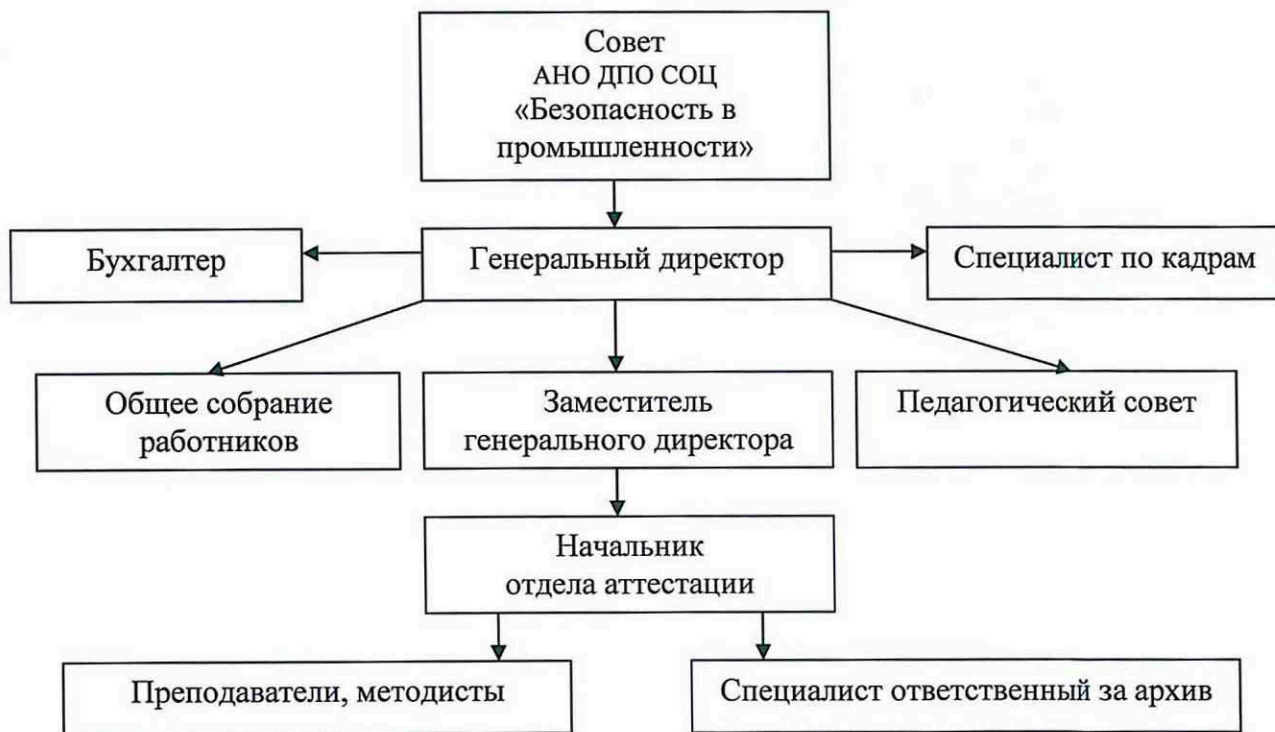 Совет
АНО ДПО СОЦ
«Безопасность в
промышленности»
Бухгалтер
Генеральный директор
Специалист по кадрам
Общее собрание
работников
Заместитель
генерального директора
Педагогический совет
Начальник
отдела аттестации
Преподаватели, методисты
Специалист ответственный за архив